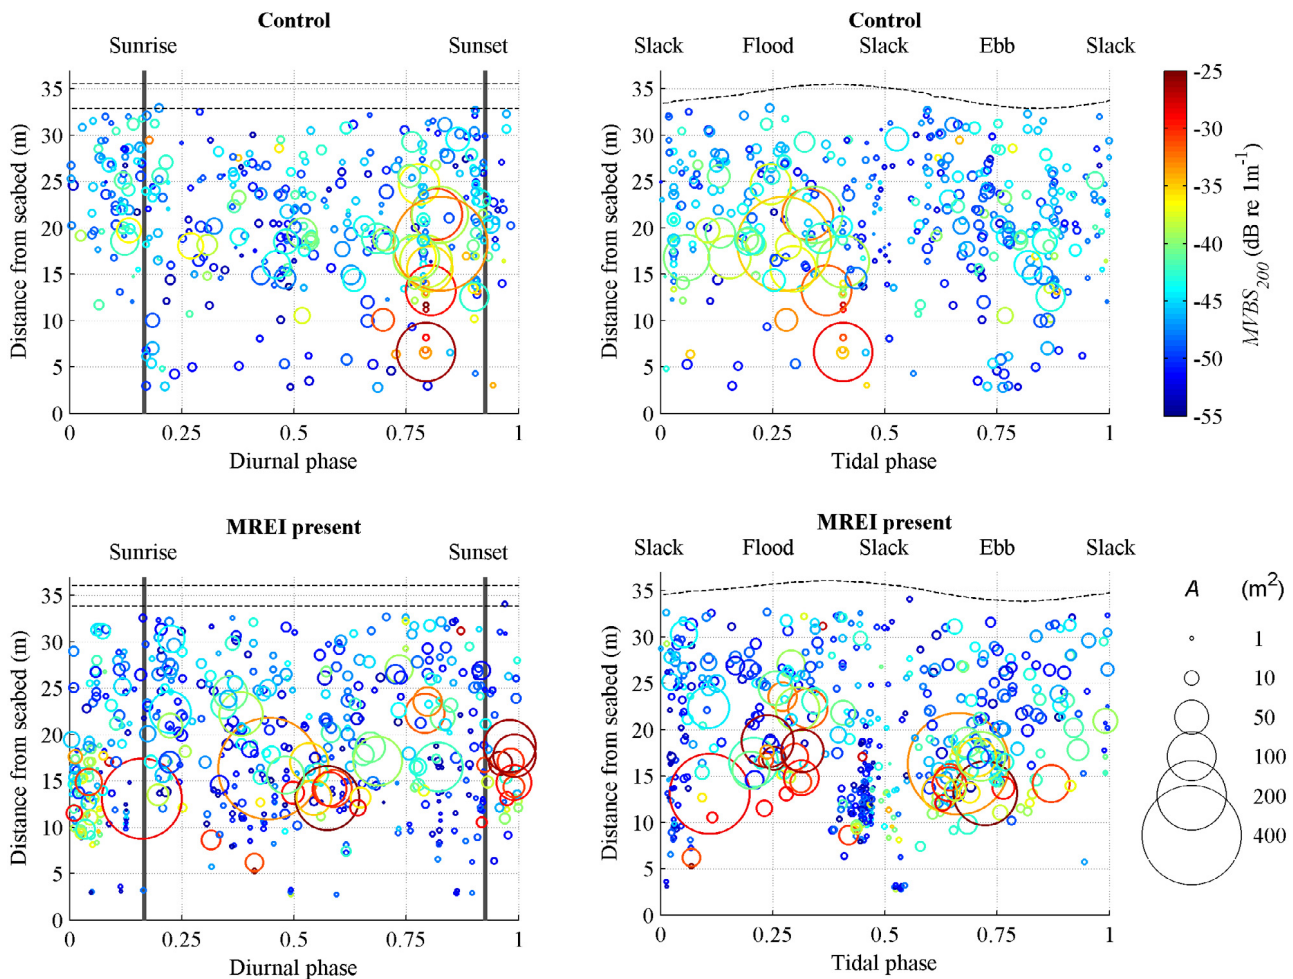 Control
Sunrise Sunset
35
30
25
20
15
10
5
0
Distance from seabed (m)
0 0.25 0.5 0.75 1
Diurnal phase
Control
Slack Flood Slack Ebb Slack
35
30
25
20
15
10
5
0
Distance from seabed (m)
0 0.25 0.5 0.75 1
Tidal phase
-25
-30
-35
-40
-45
-50
-55
MVBS200 (dB re 1m-1)
MREI present
Sunrise Sunset
35
30
25
20
15
10
5
0
Distance from seabed (m)
0 0.25 0.5 0.75 1
Diurnal phase
MREI present
Slack Flood Slack Ebb Slack
35
30
25
20
15
10
5
0
Distance from seabed (m)
0 0.25 0.5 0.75 1
Tidal phase
A (m²)
1
10
50
100
200
400